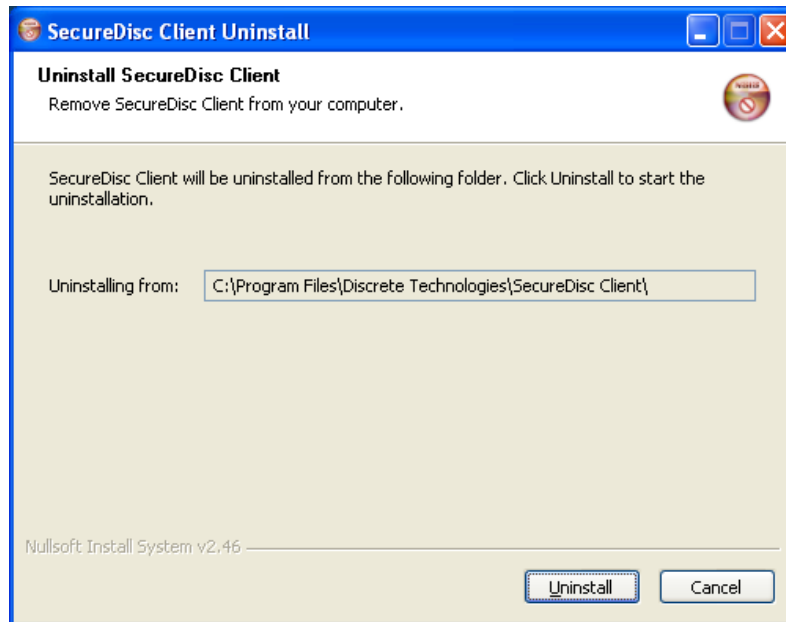 SecureDisc Client Uninstall
Uninstall SecureDisc Client
Remove SecureDisc Client from your computer.
SecureDisc Client will be uninstalled from the following folder. Click Uninstall to start the
uninstallation.
Uninstalling from: C:\Program Files\Discrete Technologies\SecureDisc Client\
Nullsoft Install System v2.46
Uninstall Cancel